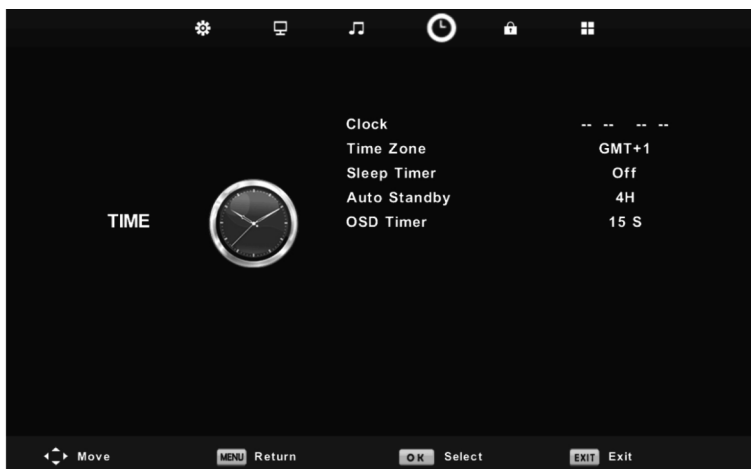 Clock -- -- -- --
Time Zone GMT+1
Sleep Timer Off
Auto Standby 4H
TIME
OSD Timer 15 S
Move MENU Return OK Select EXIT Exit